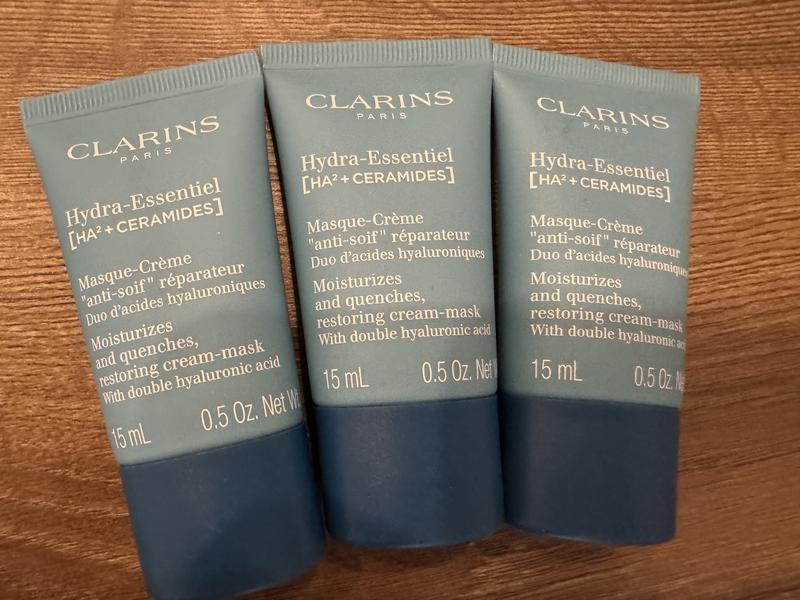 CLARINS
PARIS
Hydra-Essentiel
[HA² + CERAMIDES]
Masque-Crème
"anti-soif" réparateur
Duo d'acides hyaluroniques
Moisturizes
and quenches,
restoring cream-mask
With double hyaluronic acid
15 mL 0.5 Oz. Net Wt.
CLARINS
PARIS
Hydra-Essentiel
[HA² + CERAMIDES]
Masque-Crème
"anti-soif" réparateur
Duo d'acides hyaluroniques
Moisturizes
and quenches,
restoring cream-mask
With double hyaluronic acid
15 mL 0.5 Oz. Net
CLARINS
PARIS
Hydra-Essentiel
[HA² + CERAMIDES]
Masque-Crème
"anti-soif" réparateur
Duo d'acides hyaluroniques
Moisturizes
and quenches,
restoring cream-mask
With double hyaluronic
15 mL 0.5 Oz.